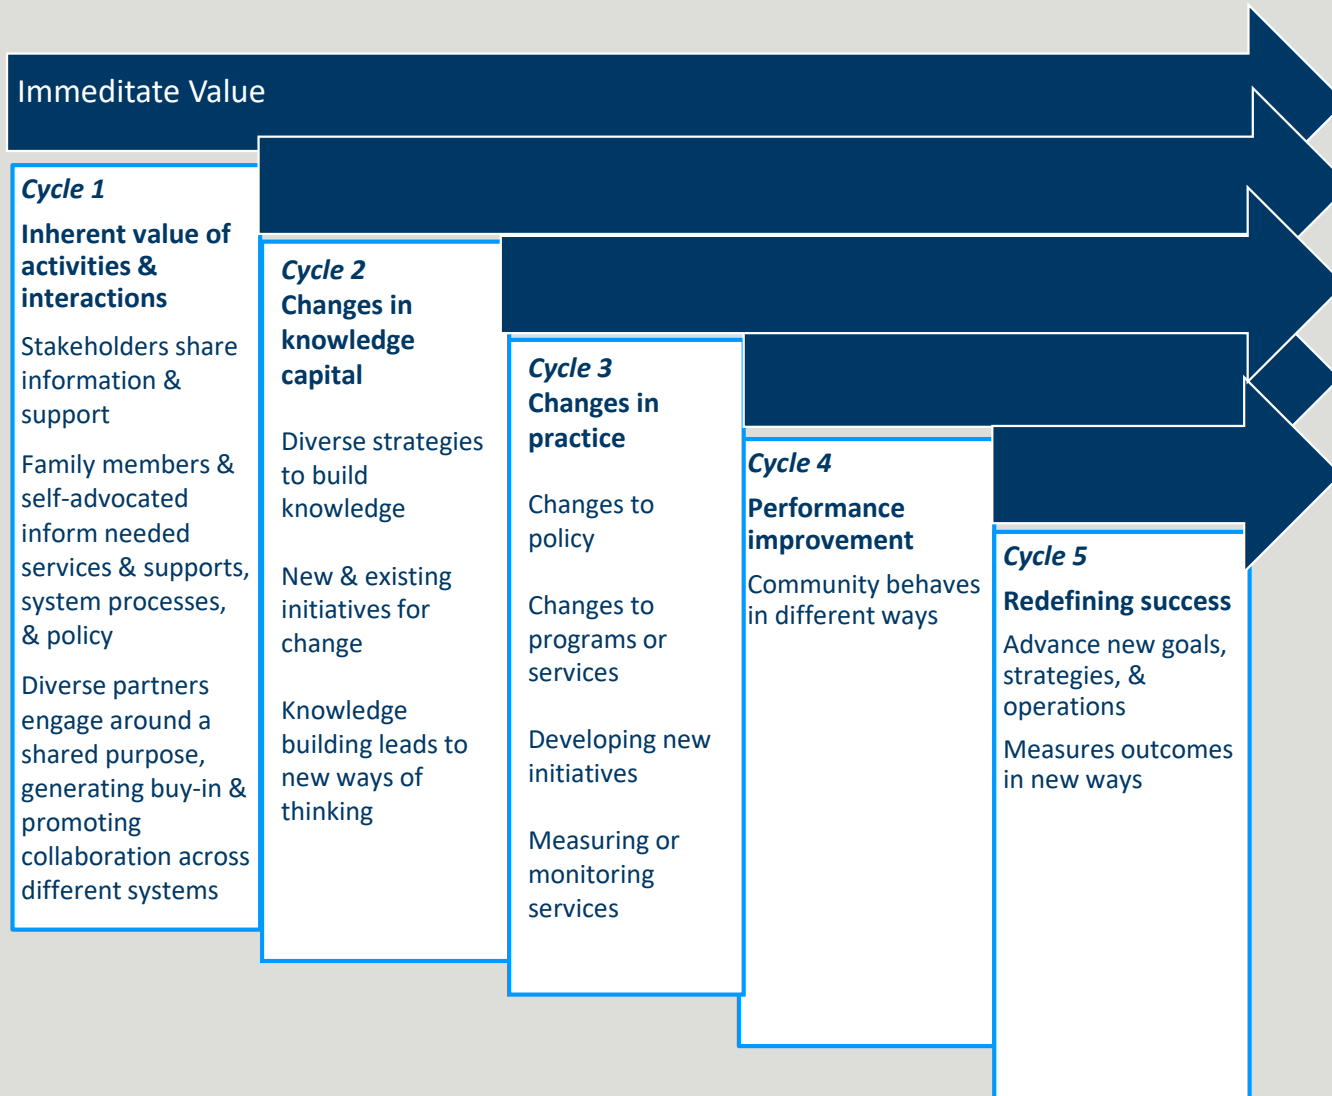 Immeditate Value
Cycle 1
Inherent value of
activities &
interactions
Stakeholders share
information &
support
Family members &
self-advocated
inform needed
services & supports,
system processes,
& policy
Diverse partners
engage around a
shared purpose,
generating buy-in &
promoting
collaboration across
different systems
Cycle 2
Changes in
knowledge
capital
Diverse strategies
to build
knowledge
New & existing
initiatives for
change
Knowledge
building leads to
new ways of
thinking
Cycle 3
Changes in
practice
Changes to
policy
Changes to
programs or
services
Developing new
initiatives
Measuring or
monitoring
services
Cycle 4
Performance
improvement
Community behaves
in different ways
Cycle 5
Redefining success
Advance new goals,
strategies, &
operations
Measures outcomes
in new ways